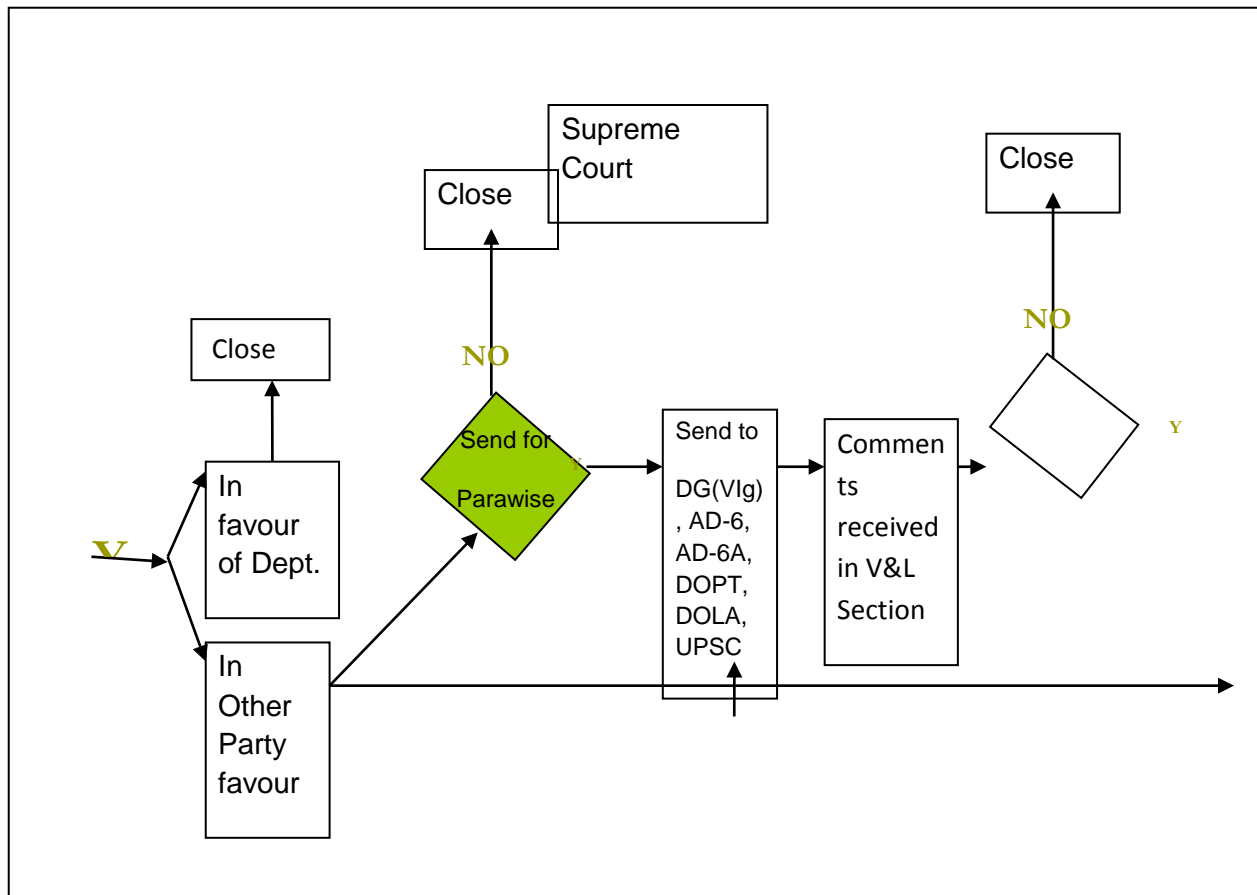 Supreme
Court
Close
Close
NO
Close
NO
Send for
Parawise
Y
Send to
DG(VIg)
, AD-6,
AD-6A,
DOPT,
DOLA,
UPSC
Commen
ts
received
in V&L
Section
Y
In
favour
of Dept.
Y
In
Other
Party
favour